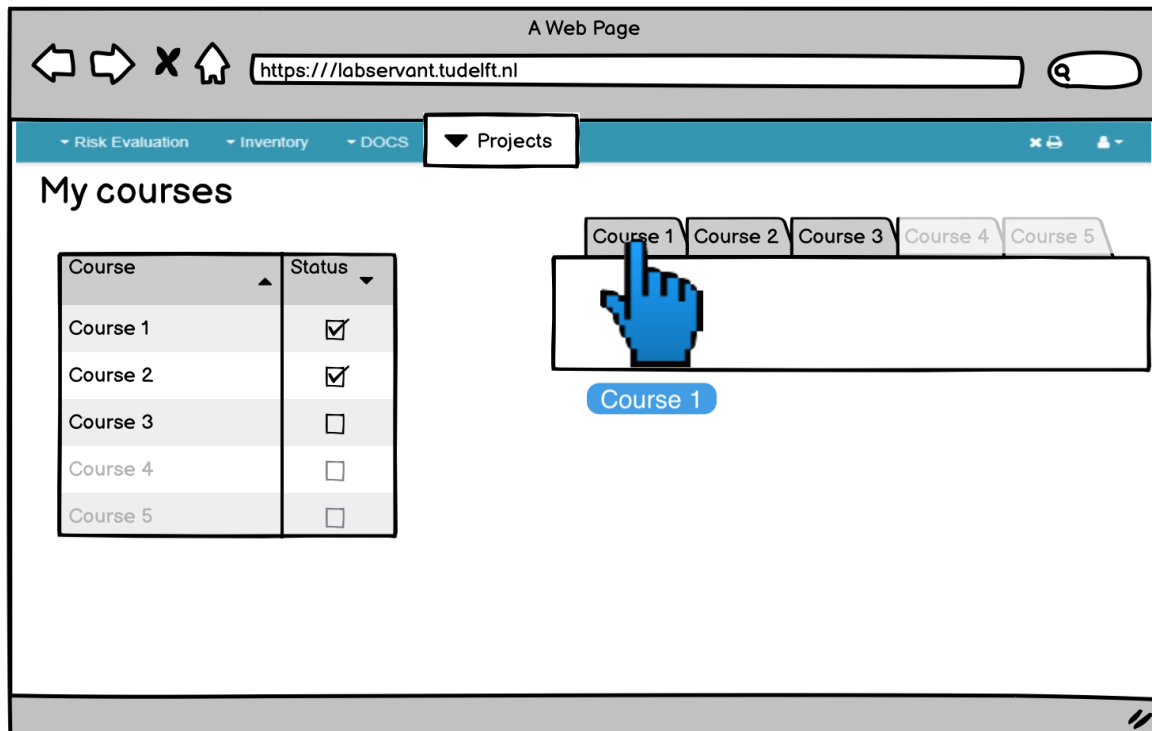 A Web Page
https:///labservant.tudelft.nl
Risk Evaluation Inventory DOCS Projects
My courses
Course 1 Course 2 Course 3 Course 4 Course 5
Course Status
Course 1
Course 2
Course 3
Course 4
Course 5
Course 1